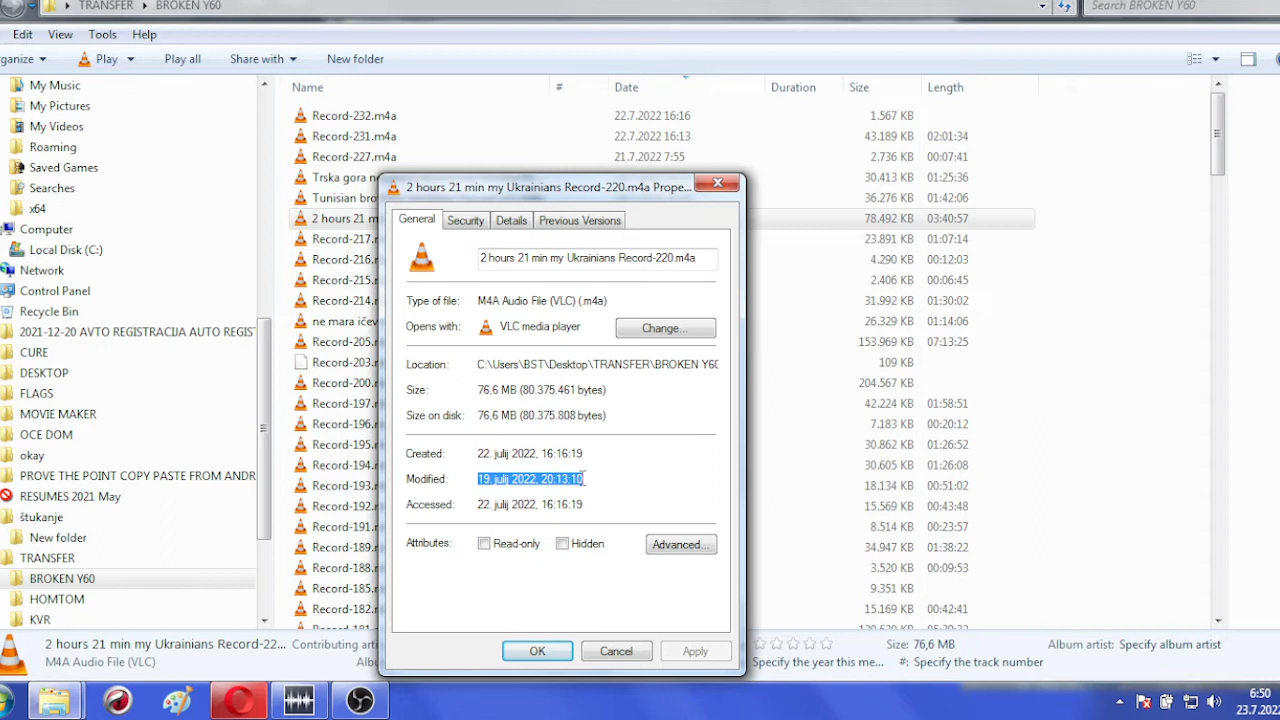 TRANSFER ▸ BROKEN Y60
Search BROKEN Y60
Edit View Tools Help
ganize Play Play all Share with New folder
Name # Date Duration Size Length
My Music
My Pictures
My Videos
Roaming
Saved Games
Searches
x64
Computer
Local Disk (C:)
Network
Control Panel
Recycle Bin
2021-12-20 AVTO REGISTRACIJA AUTO REGIST
CURE
DESKTOP
FLAGS
MOVIE MAKER
OCE DOM
okay
PROVE THE POINT COPY PASTE FROM ANDR
RESUMES 2021 May
štukanje
New folder
TRANSFER
BROKEN Y60
HOMTOM
KVR
Record-232.m4a 22.7.2022 16:16 1.567 KB
Record-231.m4a 22.7.2022 16:13 43.189 KB 02:01:34
Record-227.m4a 21.7.2022 7:55 2.736 KB 00:07:41
Trska gora n 30.413 KB 01:25:36
Tunisian bro 36.276 KB 01:42:06
2 hours 21 m 78.492 KB 03:40:57
Record-217. 23.891 KB 01:07:14
Record-216. 4.290 KB 00:12:03
Record-215. 2.406 KB 00:06:45
Record-214. 31.992 KB 01:30:02
ne mara ičev 26.329 KB 01:14:06
Record-205. 153.969 KB 07:13:25
Record-203. 109 KB
Record-200. 204.567 KB
Record-197. 42.224 KB 01:58:51
Record-196. 7.183 KB 00:20:12
Record-195. 30.862 KB 01:26:52
Record-194. 30.605 KB 01:26:08
Record-193. 18.134 KB 00:51:02
Record-192. 15.569 KB 00:43:48
Record-191. 8.514 KB 00:23:57
Record-189. 34.947 KB 01:38:22
Record-188. 3.520 KB 00:09:53
Record-185. 9.351 KB
Record-182. 15.169 KB 00:42:41
2 hours 21 min my Ukrainians Record-220.m4a Prope...
General Security Details Previous Versions
2 hours 21 min my Ukrainians Record-220.m4a
Type of file: M4A Audio File (VLC) (.m4a)
Opens with: VLC media player Change...
Location: C:\Users\BST\Desktop\TRANSFER\BROKEN Y60
Size: 76,6 MB (80.375.461 bytes)
Size on disk: 76,6 MB (80.375.808 bytes)
Created: 22. julij 2022, 16:16:19
Modified: 19. julij 2022, 20:13:10
Accessed: 22. julij 2022, 16:16:19
Attributes: Read-only Hidden Advanced...
OK Cancel Apply
2 hours 21 min my Ukrainians Record-22... Contributing arti Size: 76,6 MB Album artist: Specify album artist
M4A Audio File (VLC) Albu Specify the year this me... #: Specify the track number
6:50
23.7.2022